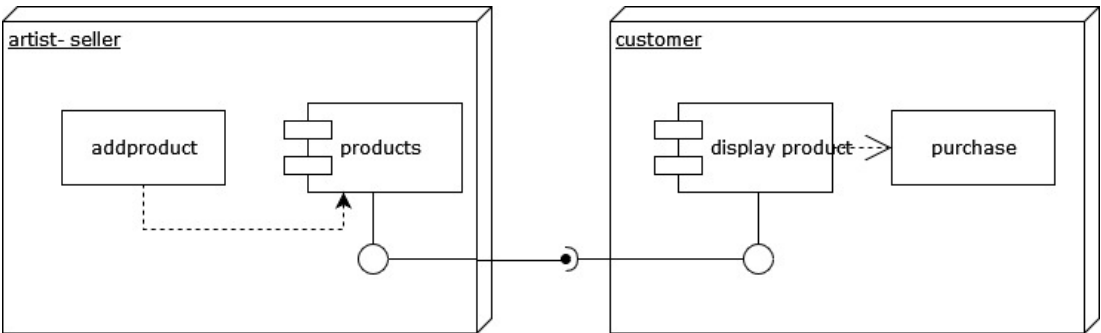 artist- seller
customer
addproduct
products
display product
purchase